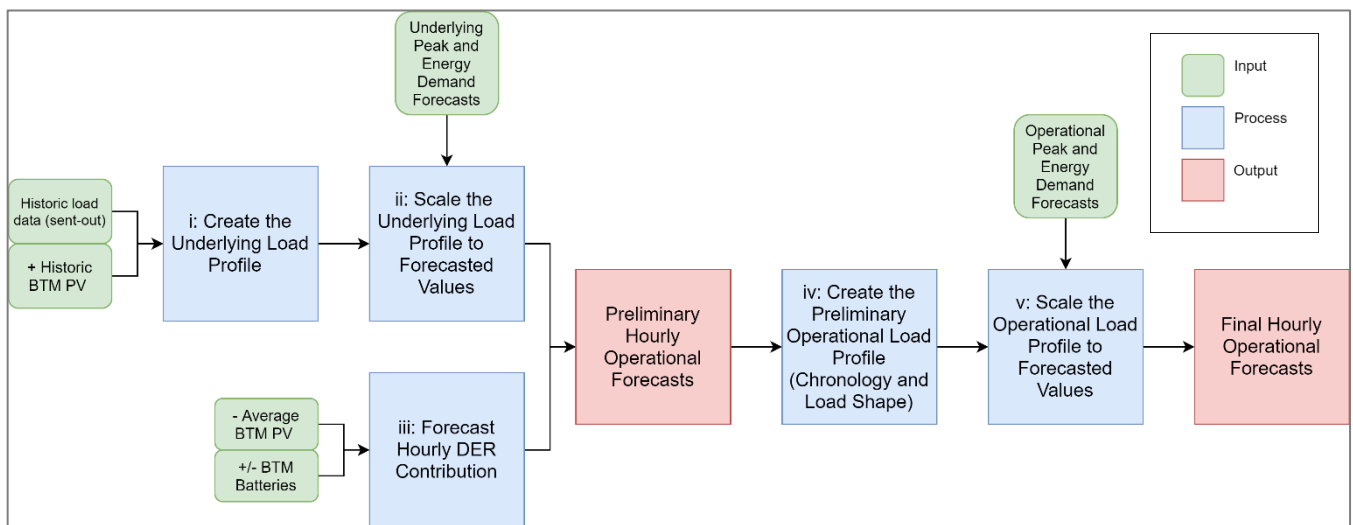 Underlying
Peak and
Energy
Demand
Forecasts
Input
Process
Output
Operational
Peak and
Energy
Demand
Forecasts
Historic load
data (sent-out)
+ Historic
BTM PV
i: Create the
Underlying Load
Profile
ii: Scale the
Underlying Load
Profile to
Forecasted
Values
Preliminary
Hourly
Operational
Forecasts
iv: Create the
Preliminary
Operational Load
Profile
(Chronology and
Load Shape)
v: Scale the
Operational Load
Profile to
Forecasted
Values
Final Hourly
Operational
Forecasts
- Average
BTM PV
+/- BTM
Batteries
iii: Forecast
Hourly DER
Contribution